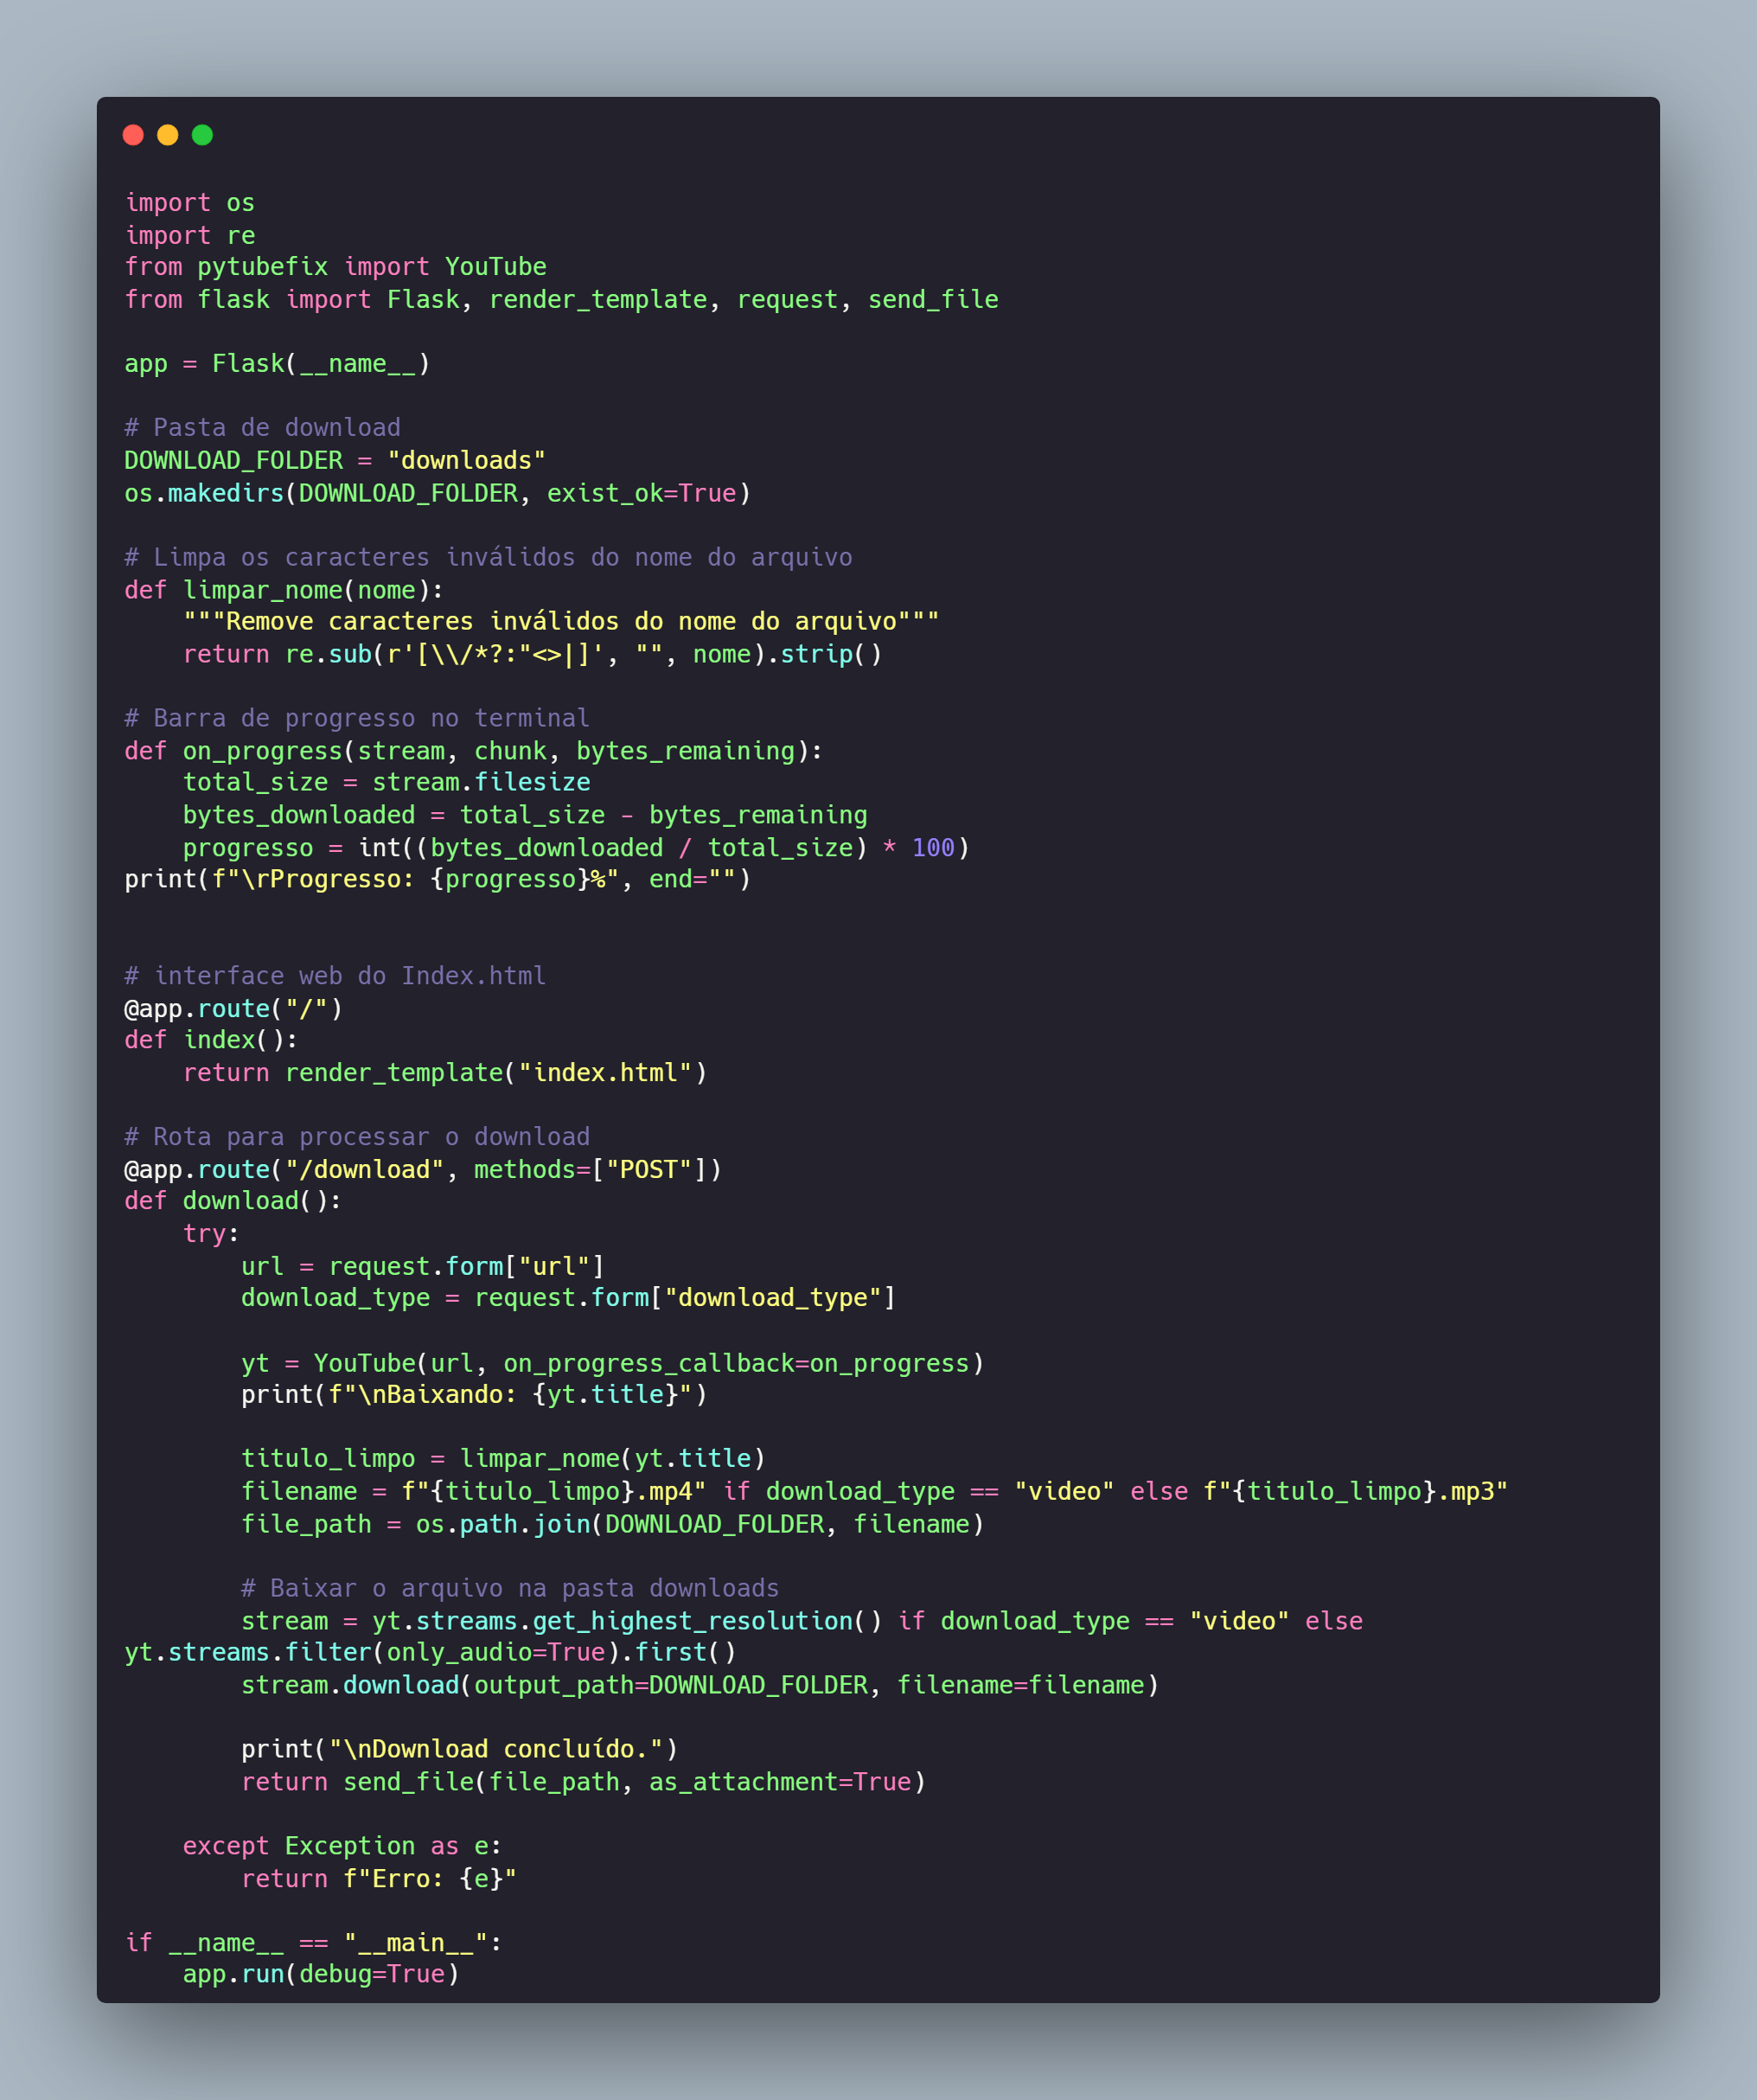 import os
import re
from pytubefix import YouTube
from flask import Flask, render_template, request, send_file

app = Flask(__name__)

# Pasta de download
DOWNLOAD_FOLDER = "downloads"
os.makedirs(DOWNLOAD_FOLDER, exist_ok=True)

# Limpa os caracteres inválidos do nome do arquivo
def limpar_nome(nome):
    """Remove caracteres inválidos do nome do arquivo"""
    return re.sub(r'[\\/*?:"<>|]', "", nome).strip()

# Barra de progresso no terminal
def on_progress(stream, chunk, bytes_remaining):
    total_size = stream.filesize
    bytes_downloaded = total_size - bytes_remaining
    progresso = int((bytes_downloaded / total_size) * 100)
print(f"\rProgresso: {progresso}%", end="")


# interface web do Index.html
@app.route("/")
def index():
    return render_template("index.html")

# Rota para processar o download
@app.route("/download", methods=["POST"])
def download():
    try:
        url = request.form["url"]
        download_type = request.form["download_type"]

        yt = YouTube(url, on_progress_callback=on_progress)
        print(f"\nBaixando: {yt.title}")

        titulo_limpo = limpar_nome(yt.title)
        filename = f"{titulo_limpo}.mp4" if download_type == "video" else f"{titulo_limpo}.mp3"
        file_path = os.path.join(DOWNLOAD_FOLDER, filename)

        # Baixar o arquivo na pasta downloads
        stream = yt.streams.get_highest_resolution() if download_type == "video" else
yt.streams.filter(only_audio=True).first()
        stream.download(output_path=DOWNLOAD_FOLDER, filename=filename)

        print("\nDownload concluído.")
        return send_file(file_path, as_attachment=True)

    except Exception as e:
        return f"Erro: {e}"

if __name__ == "__main__":
    app.run(debug=True)